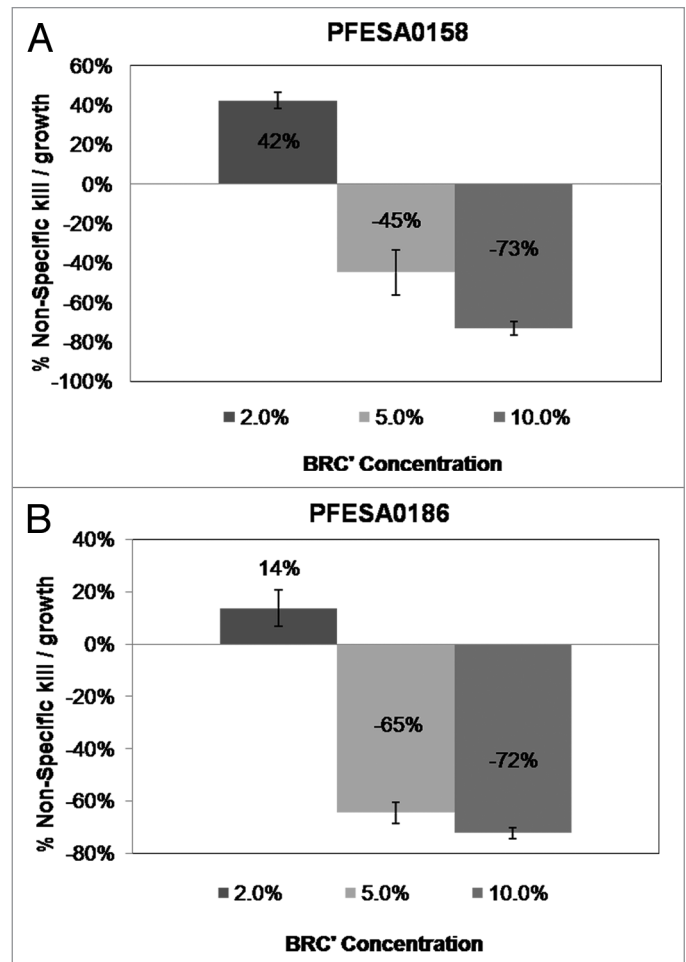 A
PFESA0158
% Non-Specific kill / growth
60%
40%
20%
0%
-20%
-40%
-60%
-80%
-100%
42%
-45%
-73%
2.0% 5.0% 10.0%
BRC' Concentration
B
PFESA0186
% Non-Specific kill / growth
40%
20%
0%
-20%
-40%
-60%
-80%
14%
-65%
-72%
2.0% 5.0% 10.0%
BRC' Concentration